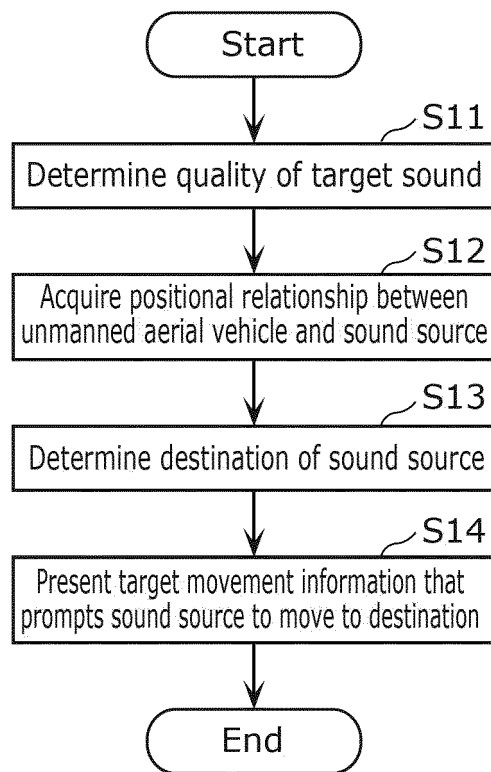 Start
S11
Determine quality of target sound
S12
Acquire positional relationship between
unmanned aerial vehicle and sound source
S13
Determine destination of sound source
S14
Present target movement information that
prompts sound source to move to destination
End